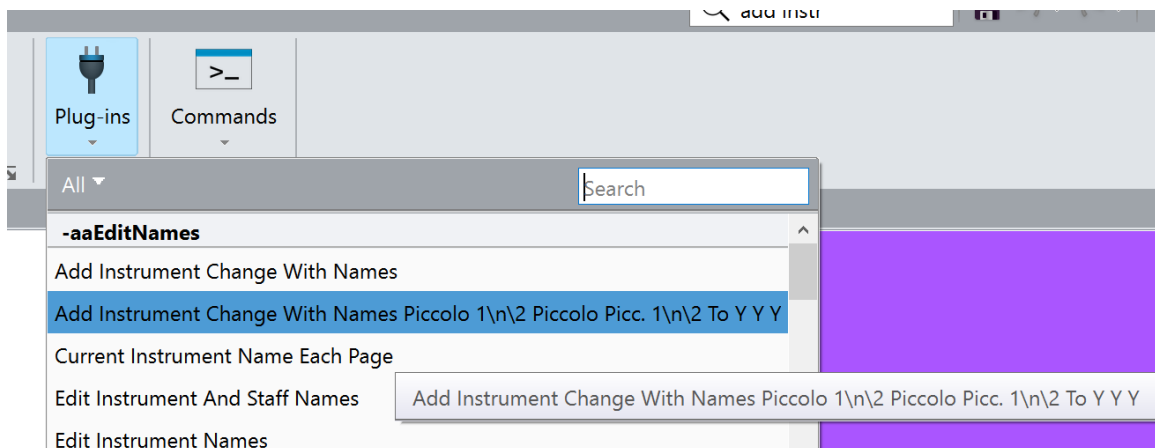 add instr
Plug-ins
Commands
All
Search
-aaEditNames
Add Instrument Change With Names
Add Instrument Change With Names Piccolo 1\n\2 Piccolo Picc. 1\n\2 To Y Y Y
Current Instrument Name Each Page
Edit Instrument And Staff Names
Add Instrument Change With Names Piccolo 1\n\2 Piccolo Picc. 1\n\2 To Y Y Y
Edit Instrument Names